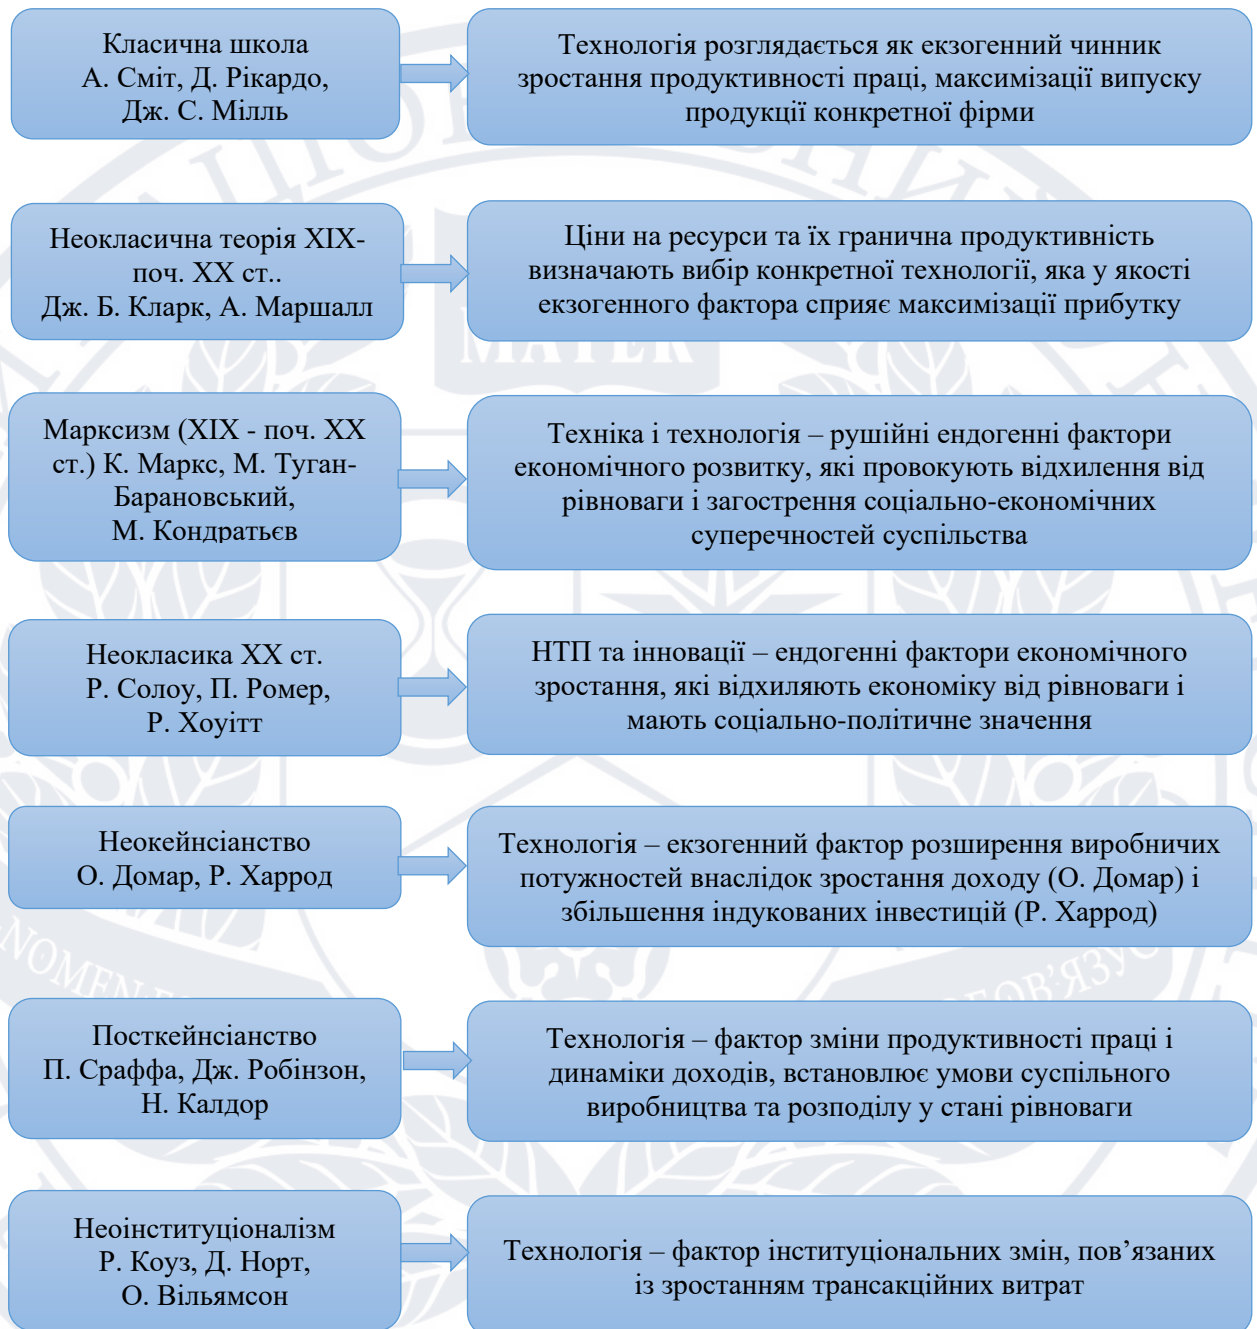 Класична школа
А. Сміт, Д. Рікардо,
Дж. С. Мілль
Технологія розглядається як екзогенний чинник
зростання продуктивності праці, максимізації випуску
продукції конкретної фірми
Неокласична теорія ХІХ-
поч. ХХ ст..
Дж. Б. Кларк, А. Маршалл
Ціни на ресурси та їх гранична продуктивність
визначають вибір конкретної технології, яка у якості
екзогенного фактора сприяє максимізації прибутку
MATER
Марксизм (ХІХ - поч. ХХ
ст.) К. Маркс, М. Туган-
Барановський,
М. Кондратьєв
Техніка і технологія – рушійні ендогенні фактори
економічного розвитку, які провокують відхилення від
рівноваги і загострення соціально-економічних
суперечностей суспільства
Неокласика ХХ ст.
Р. Солоу, П. Ромер,
Р. Хоуітт
НТП та інновації – ендогенні фактори економічного
зростання, які відхиляють економіку від рівноваги і
мають соціально-політичне значення
Неокейнсіанство
О. Домар, Р. Харрод
Технологія – екзогенний фактор розширення виробничих
потужностей внаслідок зростання доходу (О. Домар) і
збільшення індукованих інвестицій (Р. Харрод)
Посткейнсіанство
П. Сраффа, Дж. Робінзон,
Н. Калдор
Технологія – фактор зміни продуктивності праці і
динаміки доходів, встановлює умови суспільного
виробництва та розподілу у стані рівноваги
Неоінституціоналізм
Р. Коуз, Д. Норт,
О. Вільямсон
Технологія – фактор інституціональних змін, пов’язаних
із зростанням трансакційних витрат